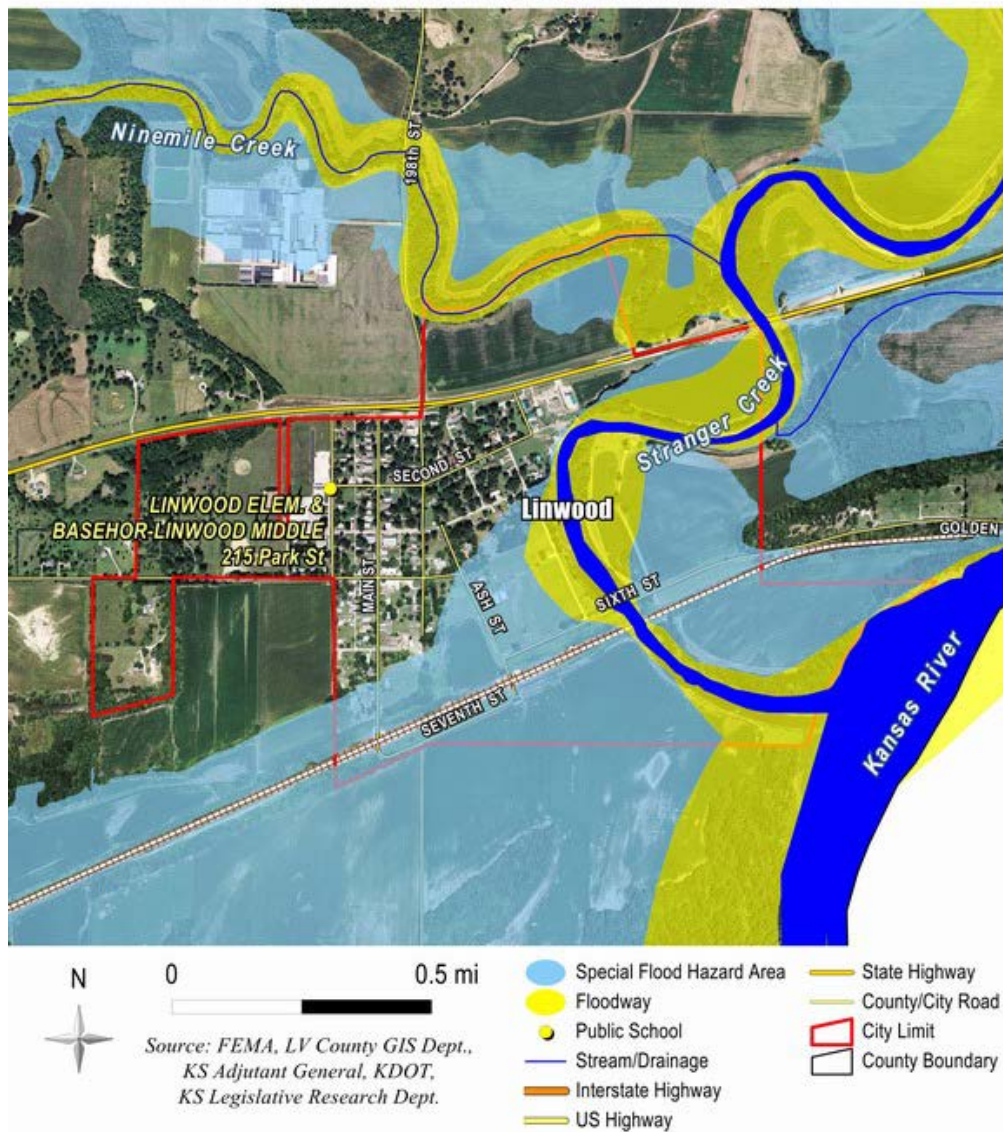 198th ST
Ninemile Creek
Stranger Creek
SECOND ST
LINWOOD ELEM. &
BASEHOR-LINWOOD MIDDLE
215 Park St
Linwood
GOLDEN
MAIN ST
ASH ST
SIXTH ST
SEVENTH ST
Kansas River
N
0 0.5 mi
Source: FEMA, LV County GIS Dept.,
KS Adjutant General, KDOT,
KS Legislative Research Dept.
Special Flood Hazard Area
Floodway
Public School
Stream/Drainage
Interstate Highway
US Highway
State Highway
County/City Road
City Limit
County Boundary